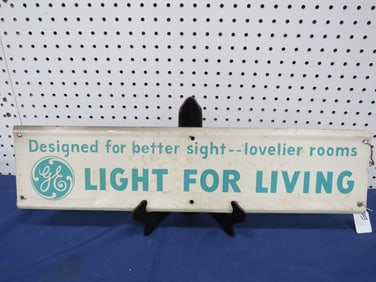 Designed for better sight--lovelier rooms
GE LIGHT FOR LIVING